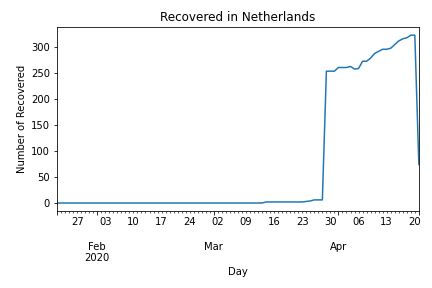 Recovered in Netherlands
Number of Recovered
300
250
200
150
100
50
0
27 03 10 17 24 02 09 16 23 30 06 13 20
Feb Mar Apr
2020
Day